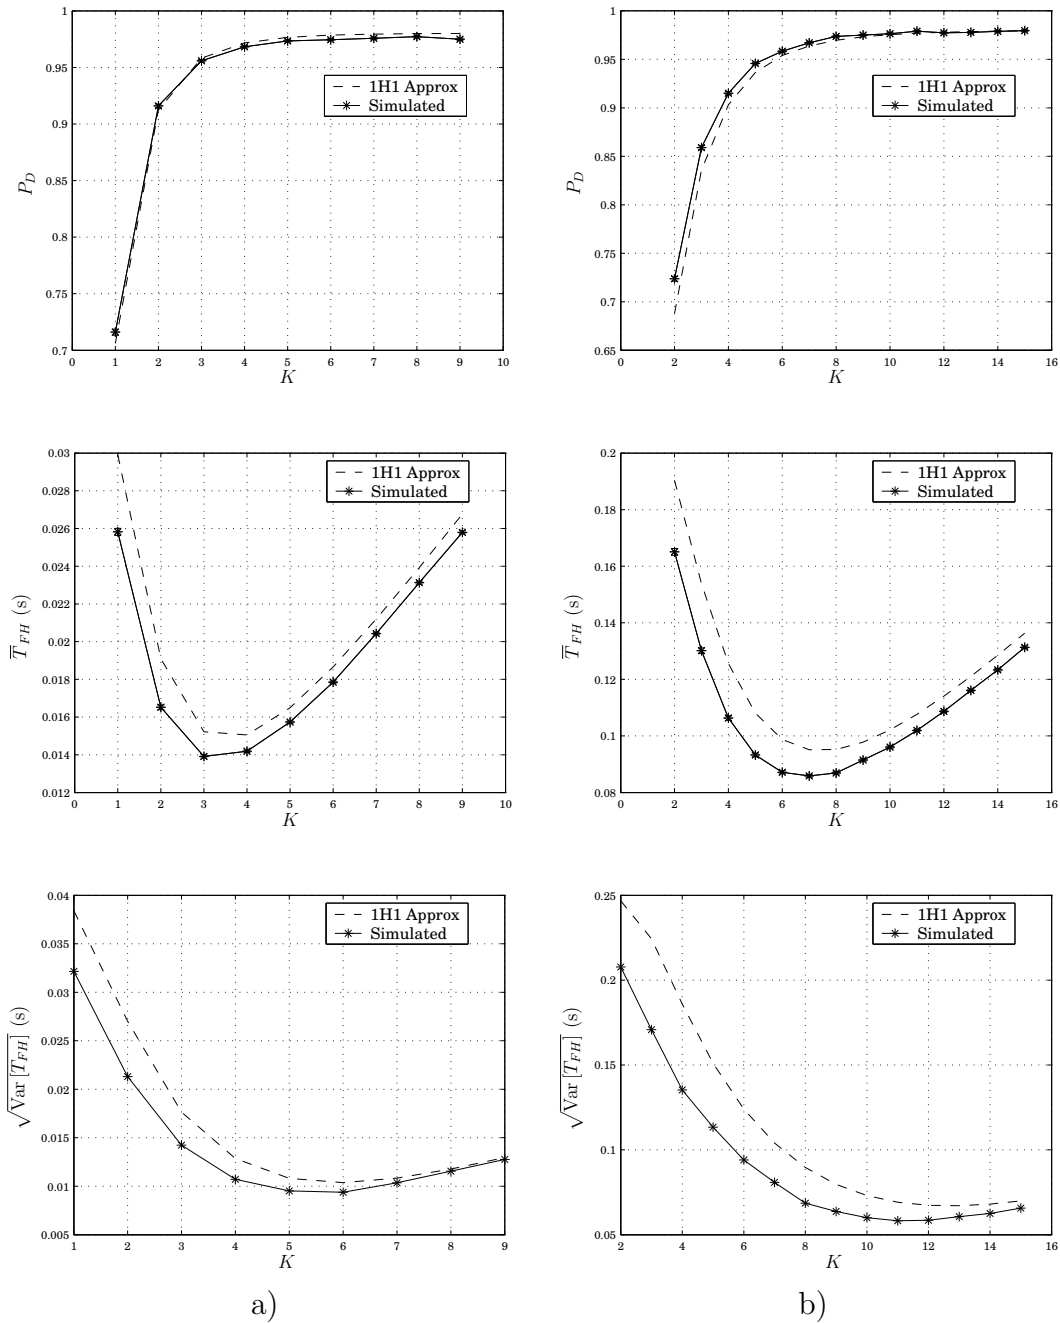 1
0.95
0.9
0.85
0.8
0.75
0.7
P_D
1H1 Approx
Simulated
0 1 2 3 4 5 6 7 8 9 10
K
1
0.95
0.9
0.85
0.8
0.75
0.7
0.65
P_D
1H1 Approx
Simulated
0 2 4 6 8 10 12 14 16
K
0.03
0.028
0.026
0.024
0.022
0.02
0.018
0.016
0.014
0.012
T̅_FH (s)
1H1 Approx
Simulated
0 1 2 3 4 5 6 7 8 9 10
K
0.2
0.18
0.16
0.14
0.12
0.1
0.08
T̅_FH (s)
1H1 Approx
Simulated
0 2 4 6 8 10 12 14 16
K
0.04
0.035
0.03
0.025
0.02
0.015
0.01
0.005
√Var [T_FH] (s)
1H1 Approx
Simulated
1 2 3 4 5 6 7 8 9
K
0.25
0.2
0.15
0.1
0.05
√Var [T_FH] (s)
1H1 Approx
Simulated
2 4 6 8 10 12 14 16
K
a)
b)